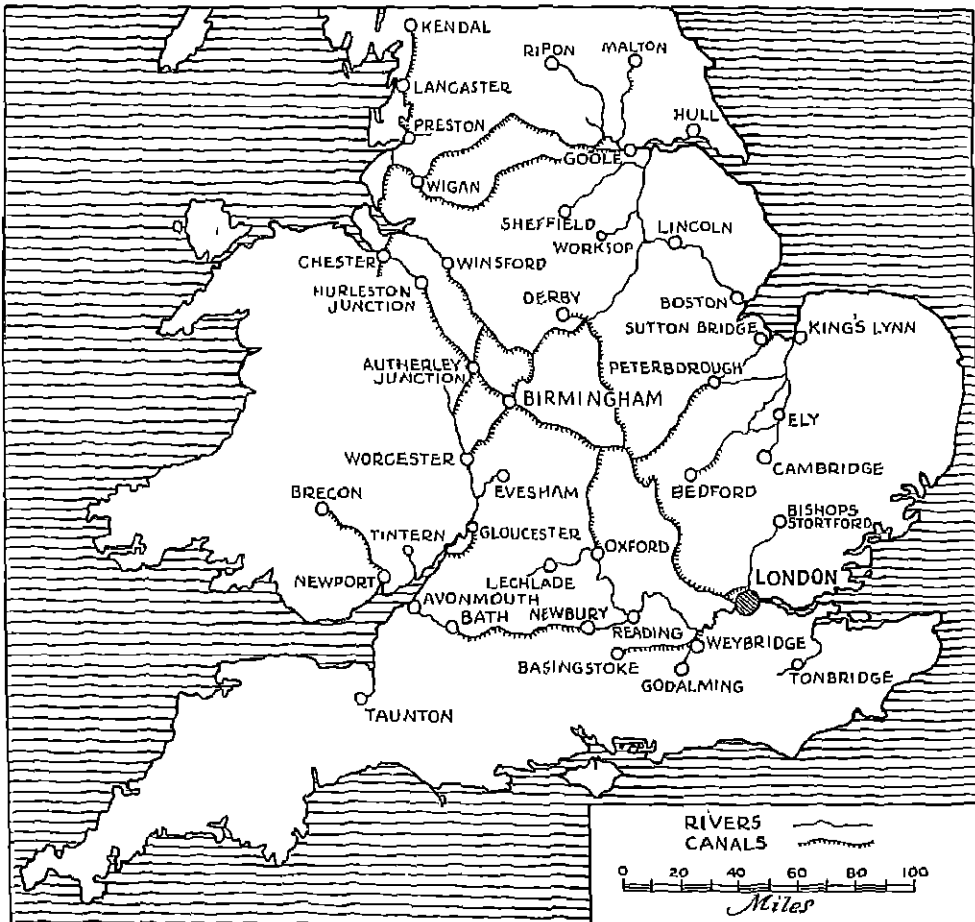 KENDAL
RIPON
MALTON
LANCASTER
PRESTON
HULL
GOOLE
WIGAN
SHEFFIELD
WORKSOP
LINCOLN
CHESTER
WINSFORD
HURLESTON
JUNCTION
DERBY
BOSTON
SUTTON BRIDGE
KING'S LYNN
AUTHERLEY
JUNCTION
PETERBOROUGH
BIRMINGHAM
ELY
WORCESTER
CAMBRIDGE
BRECON
EVESHAM
BEDFORD
BISHOPS
STORTFORD
TINTERN
GLOUCESTER
OXFORD
NEWPORT
LECHLADE
LONDON
AVONMOUTH
BATH
NEWBURY
READING
WEYBRIDGE
BASINGSTOKE
GODALMING
TONBRIDGE
TAUNTON
RIVERS
CANALS
0 20 40 60 80 100
Miles